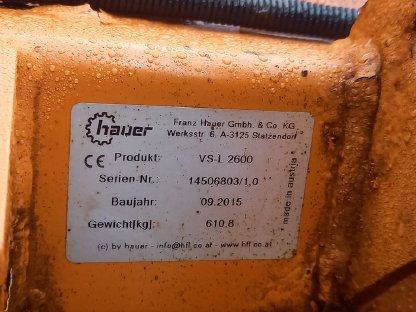 hauer
Franz Hauer Gmbh. & Co. KG
Werksstr. 6, A-3125 Statzendorf
CE Produkt: VS-L 2600
Serien-Nr.: 14506803/1,0
Baujahr: 09.2015
Gewicht[kg]: 610,8
made in austria
(c) by hauer - info@hfl.co.at - www.hfl.co.at